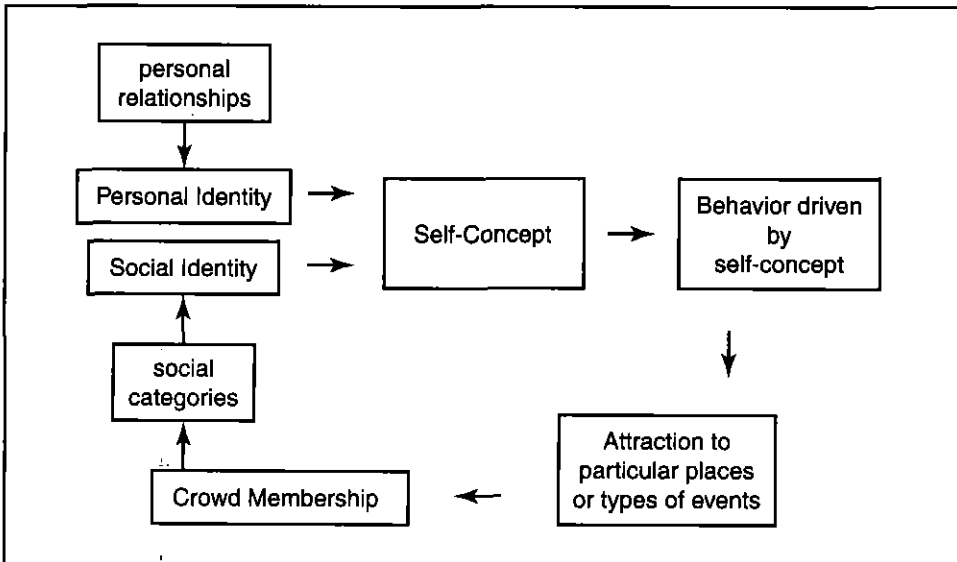 personal
relationships
Personal Identity
Social Identity
social
categories
Crowd Membership
Self-Concept
Behavior driven
by
self-concept
Attraction to
particular places
or types of events